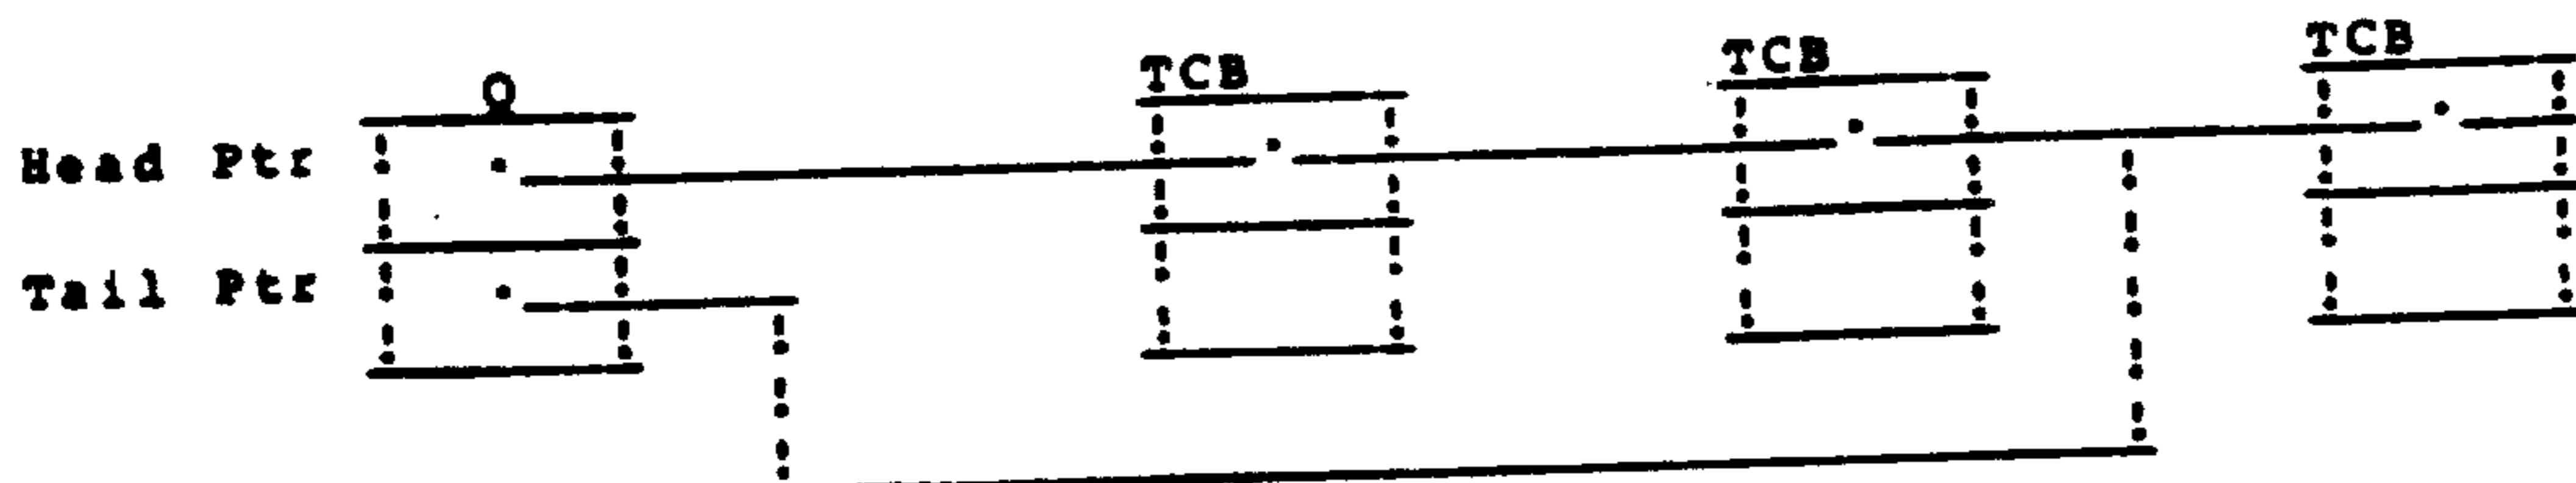 Q
TCB
TCB
TCB
Head Ptr
Tail Ptr